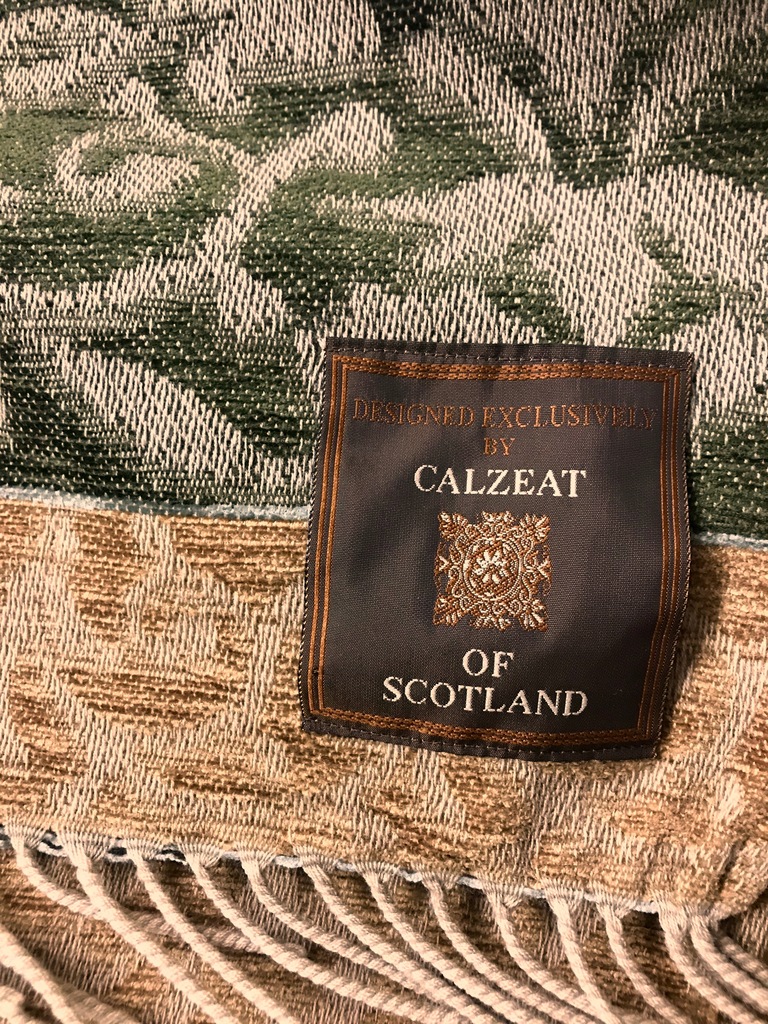 DESIGNED EXCLUSIVELY
BY
CALZEAT
OF
SCOTLAND